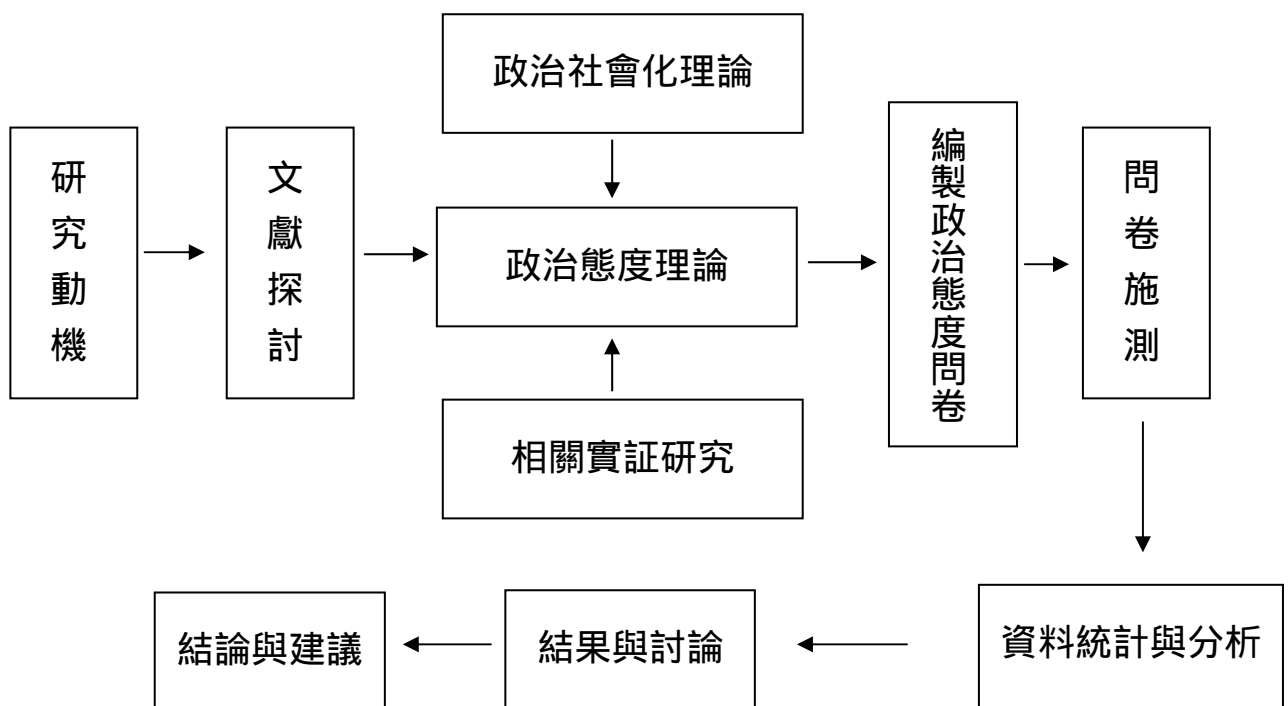 研究動機
文獻探討
政治社會化理論
政治態度理論
相關實証研究
編製政治態度問卷
問卷施測
資料統計與分析
結果與討論
結論與建議